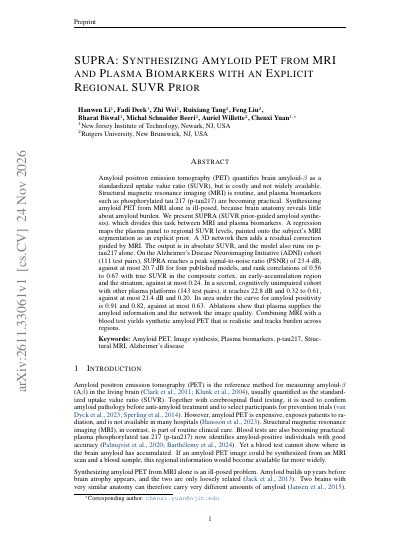 Preprint
SUPRA: SYNTHESIZING AMYLOID PET FROM MRI
AND PLASMA BIOMARKERS WITH AN EXPLICIT
REGIONAL SUVR PRIOR
Hanwen Li¹, Fadi Deek¹, Zhi Wei¹, Ruixiang Tang², Feng Liu²,
Bharat Biswal¹, Michal Schnaider Beeri², Auriel Willette², Chenxi Yuan¹,*
¹New Jersey Institute of Technology, Newark, NJ, USA
²Rutgers University, New Brunswick, NJ, USA
ABSTRACT
Amyloid positron emission tomography (PET) quantifies brain amyloid-β as a
standardized uptake value ratio (SUVR), but is costly and not widely available.
Structural magnetic resonance imaging (MRI) is routine, and plasma biomarkers
such as phosphorylated tau 217 (p-tau217) are becoming practical. Synthesizing
amyloid PET from MRI alone is ill-posed, because brain anatomy reveals little
about amyloid burden. We present SUPRA (SUVR prior-guided amyloid synthe-
sis), which divides this task between MRI and plasma biomarkers. A regression
maps the plasma panel to regional SUVR levels, painted onto the subject's MRI
segmentation as an explicit prior. A 3D network then adds a residual correction
guided by MRI. The output is in absolute SUVR, and the model also runs on p-
tau217 alone. On the Alzheimer's Disease Neuroimaging Initiative (ADNI) cohort
(111 test pairs), SUPRA reaches a peak signal-to-noise ratio (PSNR) of 23.4 dB,
against at most 20.7 dB for four published models, and rank correlations of 0.56
to 0.67 with true SUVR in the composite cortex, an early-accumulation region
and the striatum, against at most 0.24. In a second, cognitively unimpaired cohort
with other plasma platforms (143 test pairs), it reaches 22.8 dB and 0.32 to 0.61,
against at most 21.4 dB and 0.20. Its area under the curve for amyloid positivity
is 0.91 and 0.82, against at most 0.63. Ablations show that plasma supplies the
amyloid information and the network the image quality. Combining MRI with a
blood test yields synthetic amyloid PET that is realistic and tracks burden across
regions.
Keywords: Amyloid PET, Image synthesis, Plasma biomarkers, p-tau217, Struc-
tural MRI, Alzheimer's disease
1 INTRODUCTION
Amyloid positron emission tomography (PET) is the reference method for measuring amyloid-β
(Aβ) in the living brain (Clark et al., 2011; Klunk et al., 2004), usually quantified as the standard-
ized uptake value ratio (SUVR). Together with cerebrospinal fluid testing, it is used to confirm
amyloid pathology before anti-amyloid treatment and to select participants for prevention trials (van
Dyck et al., 2023; Sperling et al., 2014). However, amyloid PET is expensive, exposes patients to ra-
diation, and is not available in many hospitals (Hansson et al., 2023). Structural magnetic resonance
imaging (MRI), in contrast, is part of routine clinical care. Blood tests are also becoming practical:
plasma phosphorylated tau 217 (p-tau217) now identifies amyloid-positive individuals with good
accuracy (Palmqvist et al., 2020; Barthélemy et al., 2024). Yet a blood test cannot show where in
the brain amyloid has accumulated. If an amyloid PET image could be synthesized from an MRI
scan and a blood sample, this regional information would become available far more widely.
Synthesizing amyloid PET from MRI alone is an ill-posed problem. Amyloid builds up years before
brain atrophy appears, and the two are only loosely related (Jack et al., 2013). Two brains with
very similar anatomy can therefore carry very different amounts of amyloid (Jansen et al., 2015).
*Corresponding author: chenxi.yuan@njit.edu
1
arXiv:2611.33061v1 [cs.CV] 24 Nov 2026